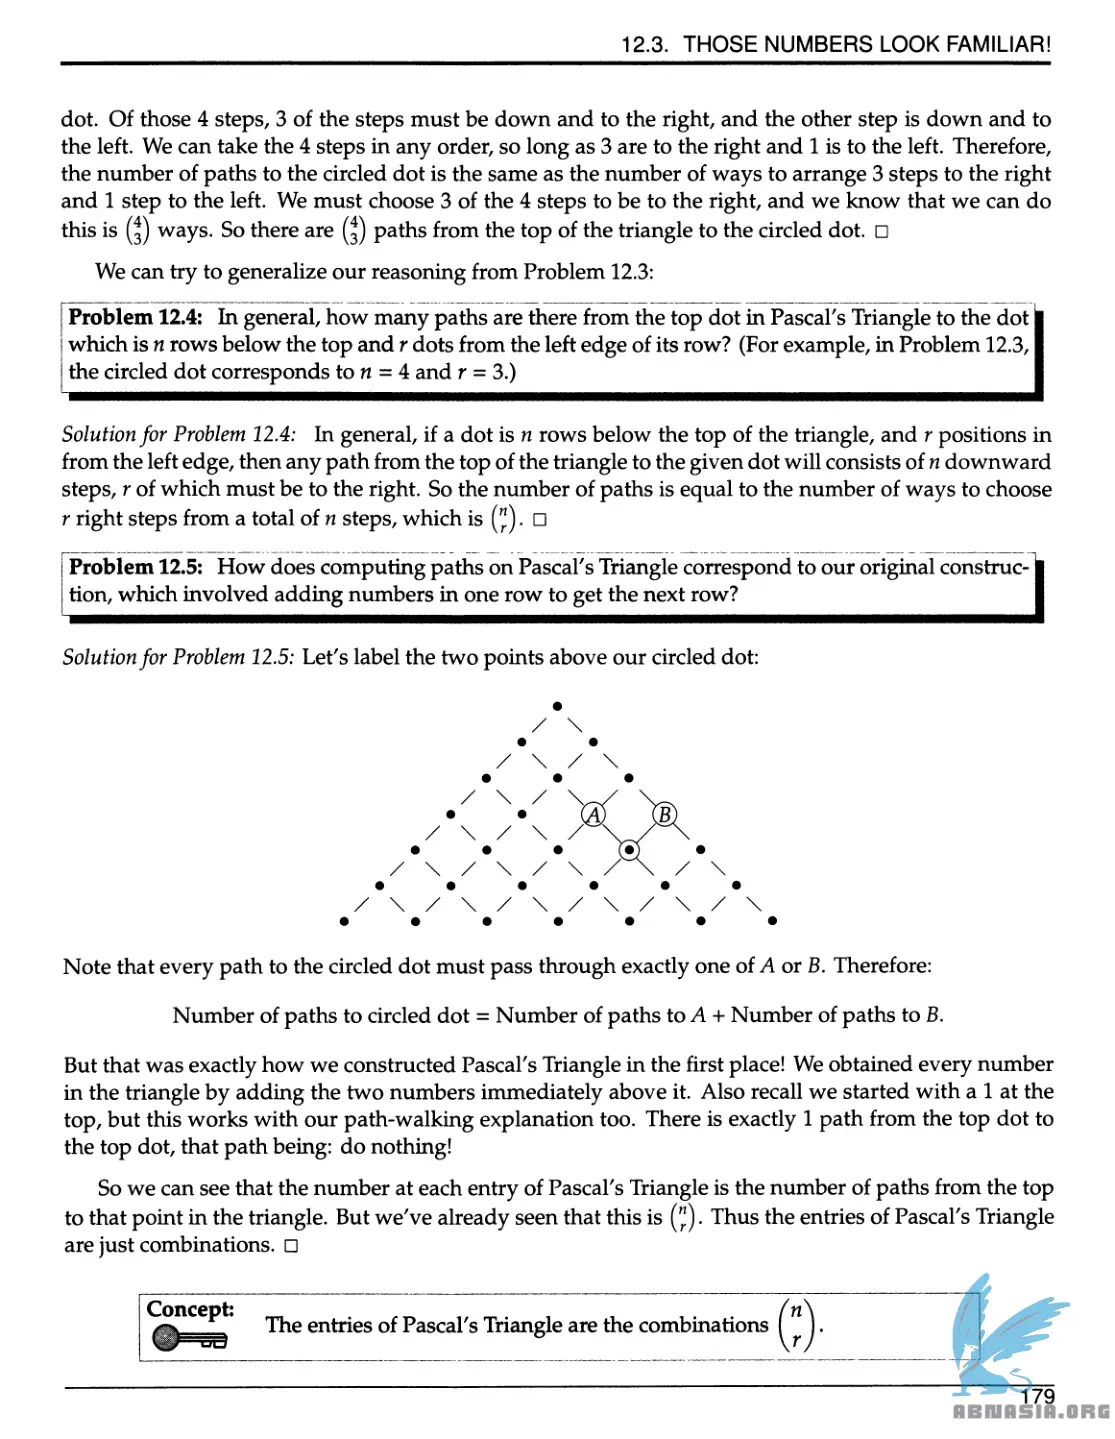 12.3. THOSE NUMBERS LOOK FAMILIAR!
dot. Of those 4 steps, 3 of the steps must be down and to the right, and the other step is down and to
the left. We can take the 4 steps in any order, so long as 3 are to the right and 1 is to the left. Therefore,
the number of paths to the circled dot is the same as the number of ways to arrange 3 steps to the right
and 1 step to the left. We must choose 3 of the 4 steps to be to the right, and we know that we can do
this is (4 3) ways. So there are (4 3) paths from the top of the triangle to the circled dot. □
We can try to generalize our reasoning from Problem 12.3:
Problem 12.4: In general, how many paths are there from the top dot in Pascal's Triangle to the dot
which is n rows below the top and r dots from the left edge of its row? (For example, in Problem 12.3,
the circled dot corresponds to n = 4 and r = 3.)
Solution for Problem 12.4: In general, if a dot is n rows below the top of the triangle, and r positions in
from the left edge, then any path from the top of the triangle to the given dot will consists of n downward
steps, r of which must be to the right. So the number of paths is equal to the number of ways to choose
r right steps from a total of n steps, which is (n r). □
Problem 12.5: How does computing paths on Pascal's Triangle correspond to our original construc-
tion, which involved adding numbers in one row to get the next row?
Solution for Problem 12.5: Let's label the two points above our circled dot:
A B
Note that every path to the circled dot must pass through exactly one of A or B. Therefore:
Number of paths to circled dot = Number of paths to A + Number of paths to B.
But that was exactly how we constructed Pascal's Triangle in the first place! We obtained every number
in the triangle by adding the two numbers immediately above it. Also recall we started with a 1 at the
top, but this works with our path-walking explanation too. There is exactly 1 path from the top dot to
the top dot, that path being: do nothing!
So we can see that the number at each entry of Pascal's Triangle is the number of paths from the top
to that point in the triangle. But we've already seen that this is (n r). Thus the entries of Pascal's Triangle
are just combinations. □
Concept:
The entries of Pascal's Triangle are the combinations (n r).
179
ABNASIA.ORG